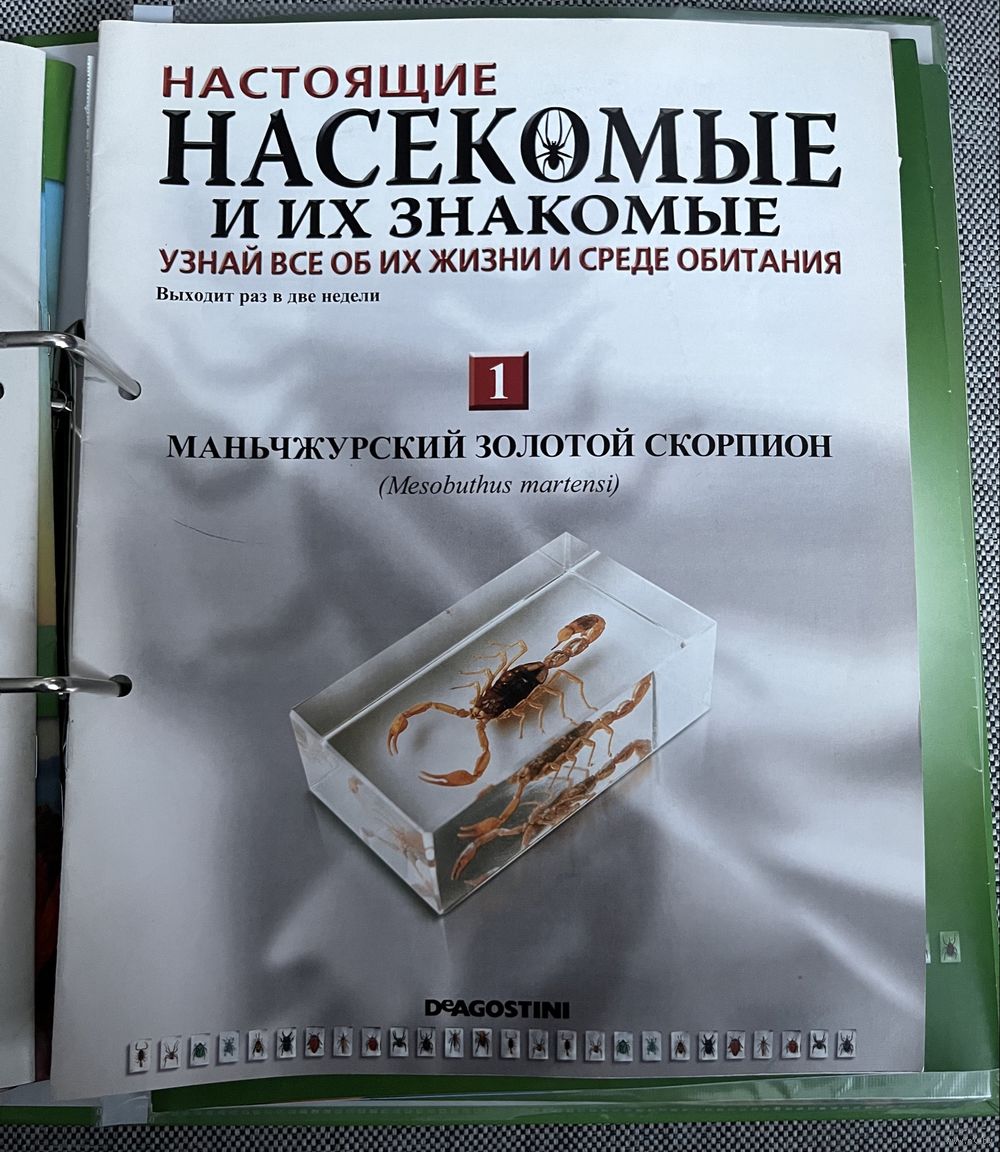 НАСТОЯЩИЕ
НАСЕКОМЫЕ
И ИХ ЗНАКОМЫЕ
УЗНАЙ ВСЕ ОБ ИХ ЖИЗНИ И СРЕДЕ ОБИТАНИЯ
Выходит раз в две недели
1
МАНЬЧЖУРСКИЙ ЗОЛОТОЙ СКОРПИОН
(Mesobuthus martensi)
DeAGOSTINI